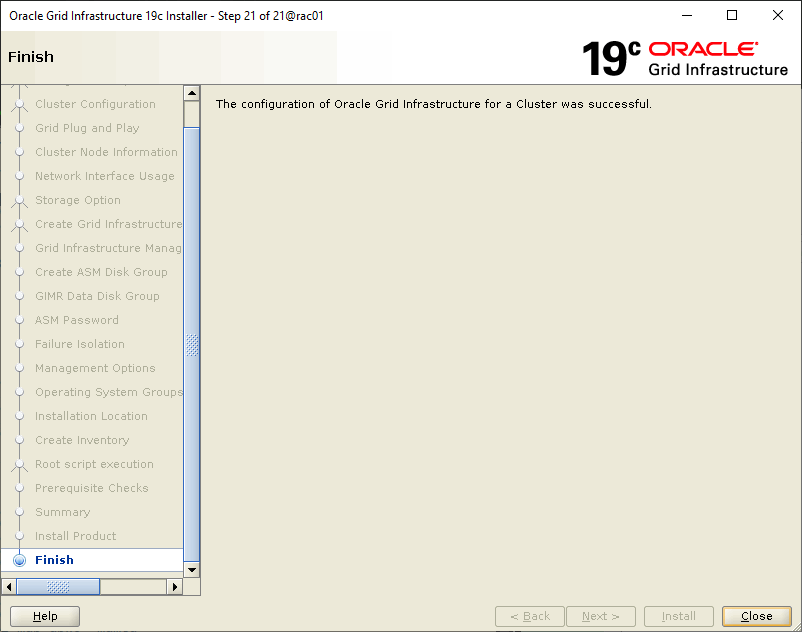 Oracle Grid Infrastructure 19c Installer - Step 21 of 21@rac01
Finish
19c ORACLE
Grid Infrastructure
Cluster Configuration
Grid Plug and Play
Cluster Node Information
Network Interface Usage
Storage Option
Create Grid Infrastructure
Grid Infrastructure Manag
Create ASM Disk Group
GIMR Data Disk Group
ASM Password
Failure Isolation
Management Options
Operating System Groups
Installation Location
Create Inventory
Root script execution
Prerequisite Checks
Summary
Install Product
Finish
The configuration of Oracle Grid Infrastructure for a Cluster was successful.
Help
< Back
Next >
Install
Close